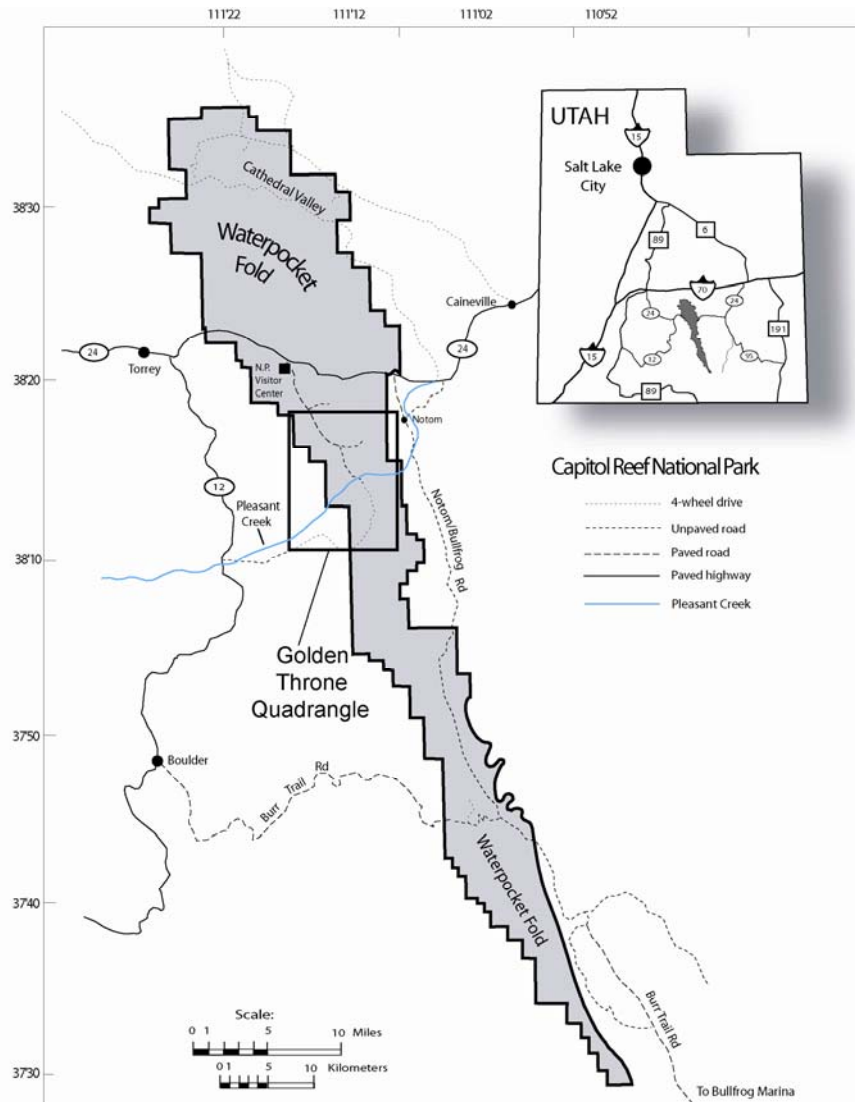 111'22
111'12
111'02
110'52
UTAH
15
Salt Lake
City
89
6
70
24
24
191
15
12
95
89
38'30
Cathedral Valley
Waterpocket
Fold
Caineville
24
Torrey
24
N.P.
Visitor
Center
38'20
Notom
12
Pleasant
Creek
Notom/Bullfrog Rd
38'10
Capitol Reef National Park
4-wheel drive
Unpaved road
Paved road
Paved highway
Pleasant Creek
Golden
Throne
Quadrangle
37'50
Boulder
Burr Trail Rd
Waterpocket Fold
37'40
Burr Trail Rd
Scale:
0 1 5 10 Miles
0 1 5 10 Kilometers
37'30
To Bullfrog Marina